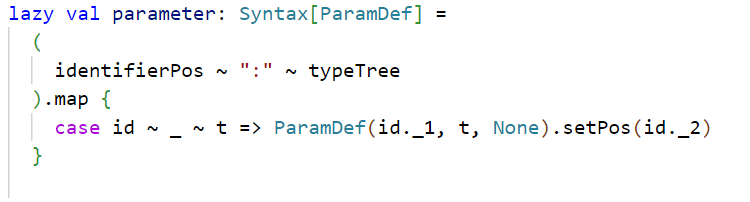 lazy val parameter: Syntax[ParamDef] =
  (
    identifierPos ~ ":" ~ typeTree
  ).map {
    case id ~ _ ~ t => ParamDef(id._1, t, None).setPos(id._2)
  }